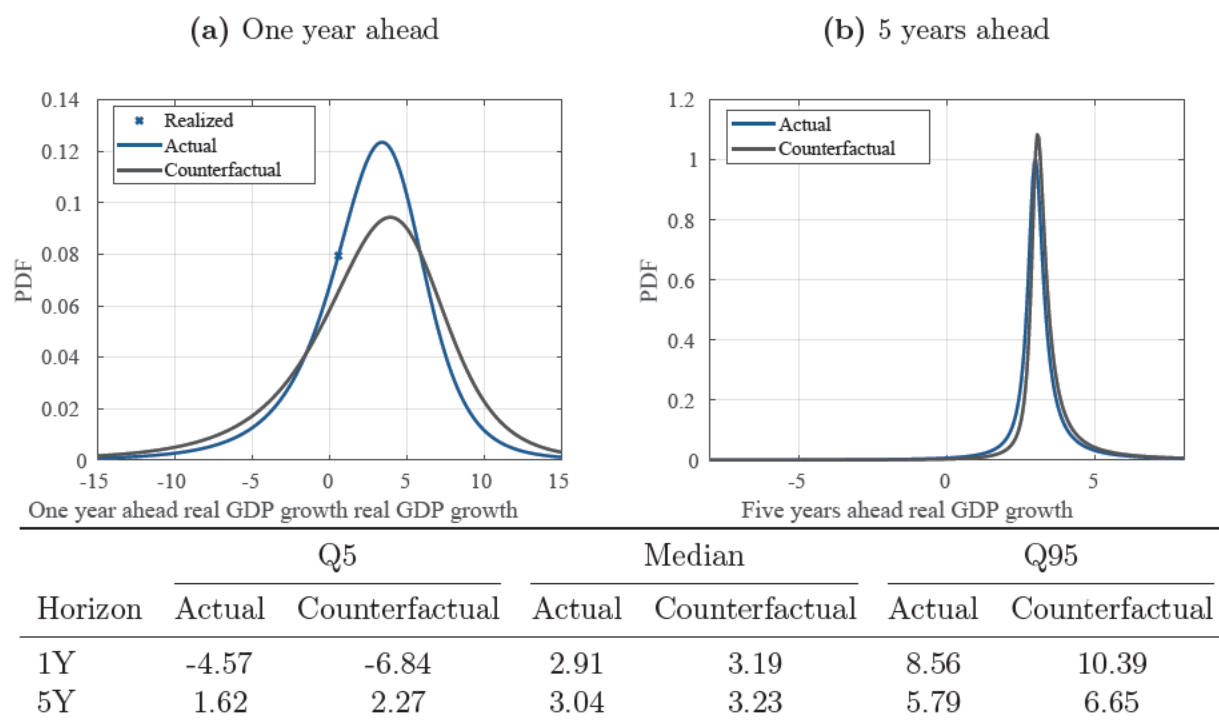 (a) One year ahead
0.14
0.12
0.1
0.08
0.06
0.04
0.02
0
PDF
Realized
Actual
Counterfactual
-15
-10
-5
0
5
10
15
One year ahead real GDP growth real GDP growth
(b) 5 years ahead
1.2
1
0.8
0.6
0.4
0.2
0
PDF
Actual
Counterfactual
-5
0
5
Five years ahead real GDP growth
Q5 Median Q95
Horizon Actual Counterfactual Actual Counterfactual Actual Counterfactual
1Y -4.57 -6.84 2.91 3.19 8.56 10.39
5Y 1.62 2.27 3.04 3.23 5.79 6.65